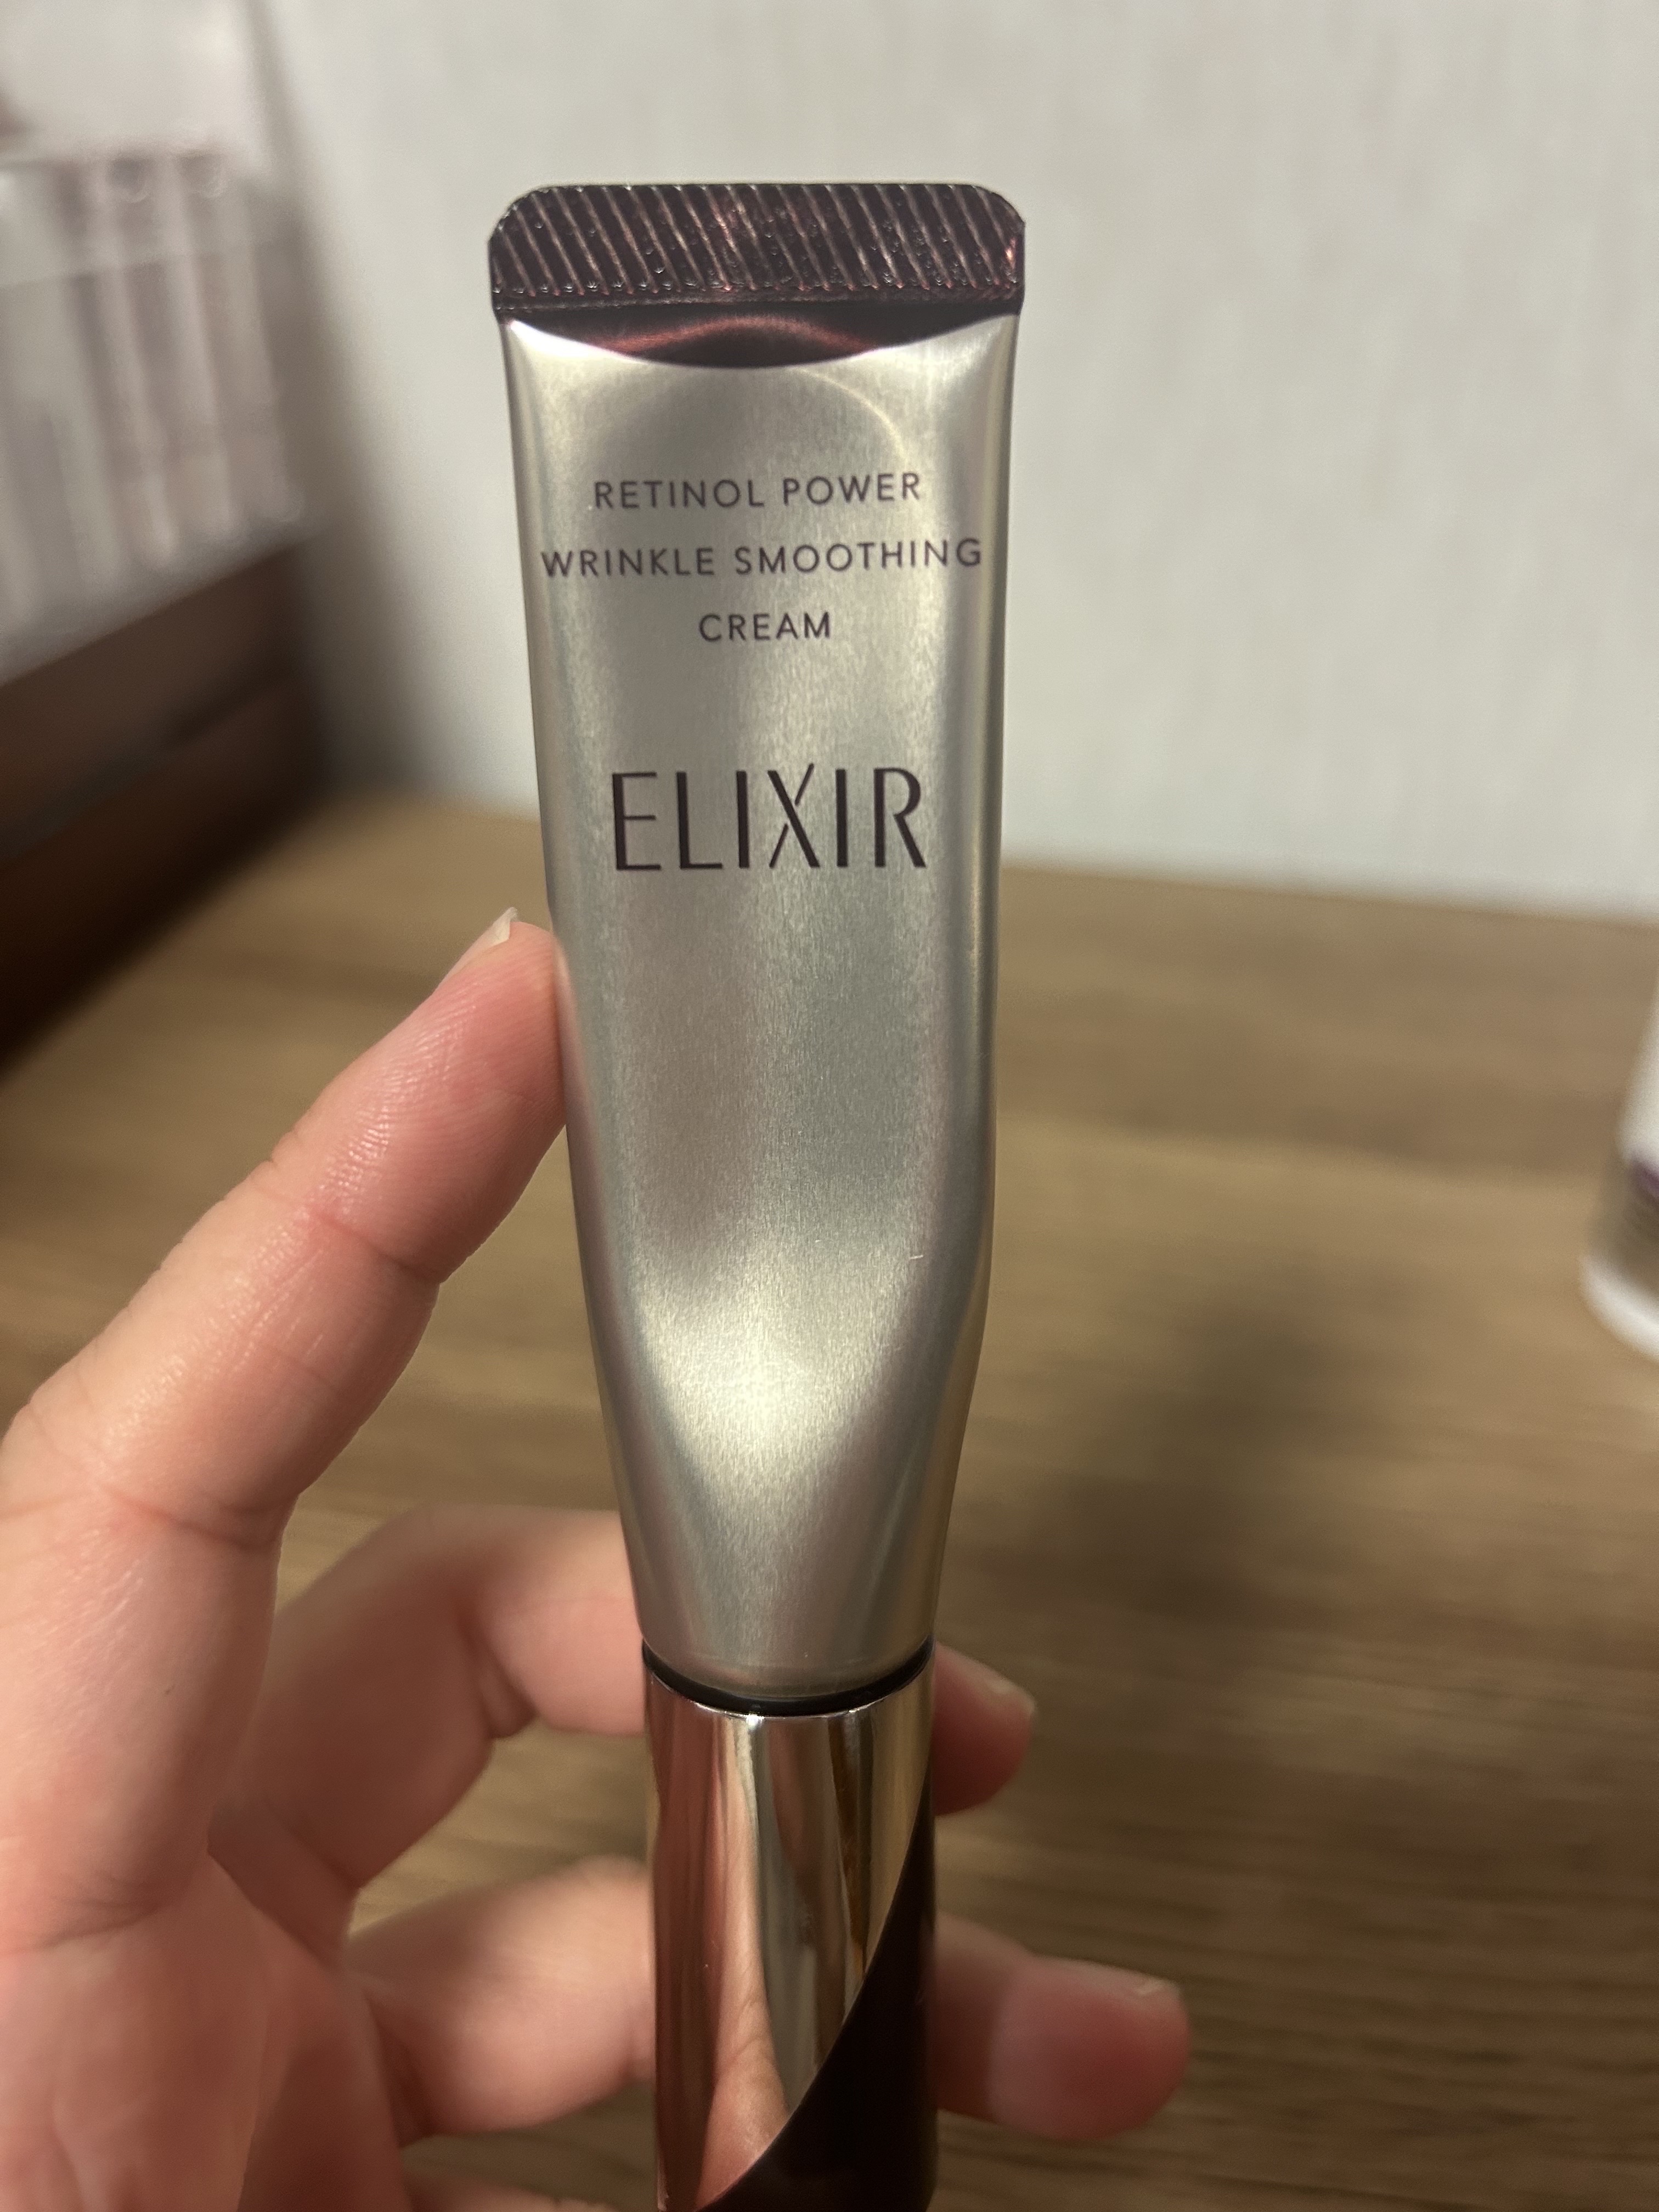 RETINOL POWER
WRINKLE SMOOTHING
CREAM
ELIXIR